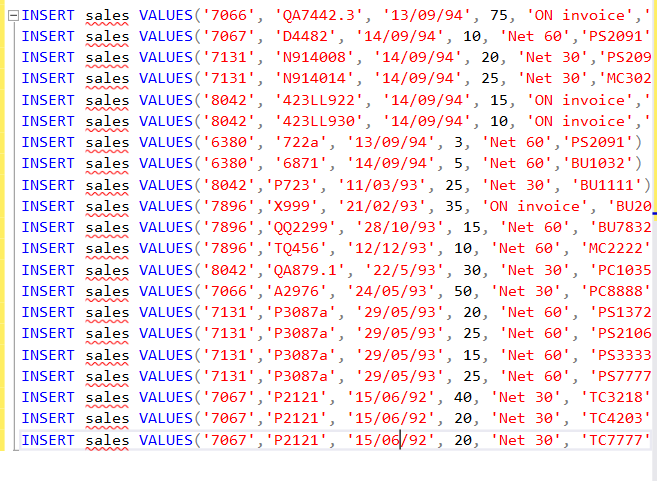 INSERT sales VALUES('7066', 'QA7442.3', '13/09/94', 75, 'ON invoice','
INSERT sales VALUES('7067', 'D4482', '14/09/94', 10, 'Net 60','PS2091'
INSERT sales VALUES('7131', 'N914008', '14/09/94', 20, 'Net 30','PS209
INSERT sales VALUES('7131', 'N914014', '14/09/94', 25, 'Net 30','MC302
INSERT sales VALUES('8042', '423LL922', '14/09/94', 15, 'ON invoice','
INSERT sales VALUES('8042', '423LL930', '14/09/94', 10, 'ON invoice','
INSERT sales VALUES('6380', '722a', '13/09/94', 3, 'Net 60','PS2091')
INSERT sales VALUES('6380', '6871', '14/09/94', 5, 'Net 60','BU1032')
INSERT sales VALUES('8042','P723', '11/03/93', 25, 'Net 30', 'BU1111')
INSERT sales VALUES('7896','X999', '21/02/93', 35, 'ON invoice', 'BU20
INSERT sales VALUES('7896','QQ2299', '28/10/93', 15, 'Net 60', 'BU7832
INSERT sales VALUES('7896','TQ456', '12/12/93', 10, 'Net 60', 'MC2222'
INSERT sales VALUES('8042','QA879.1', '22/5/93', 30, 'Net 30', 'PC1035
INSERT sales VALUES('7066','A2976', '24/05/93', 50, 'Net 30', 'PC8888'
INSERT sales VALUES('7131','P3087a', '29/05/93', 20, 'Net 60', 'PS1372
INSERT sales VALUES('7131','P3087a', '29/05/93', 25, 'Net 60', 'PS2106
INSERT sales VALUES('7131','P3087a', '29/05/93', 15, 'Net 60', 'PS3333
INSERT sales VALUES('7131','P3087a', '29/05/93', 25, 'Net 60', 'PS7777
INSERT sales VALUES('7067','P2121', '15/06/92', 40, 'Net 30', 'TC3218'
INSERT sales VALUES('7067','P2121', '15/06/92', 20, 'Net 30', 'TC4203'
INSERT sales VALUES('7067','P2121', '15/06/92', 20, 'Net 30', 'TC7777'